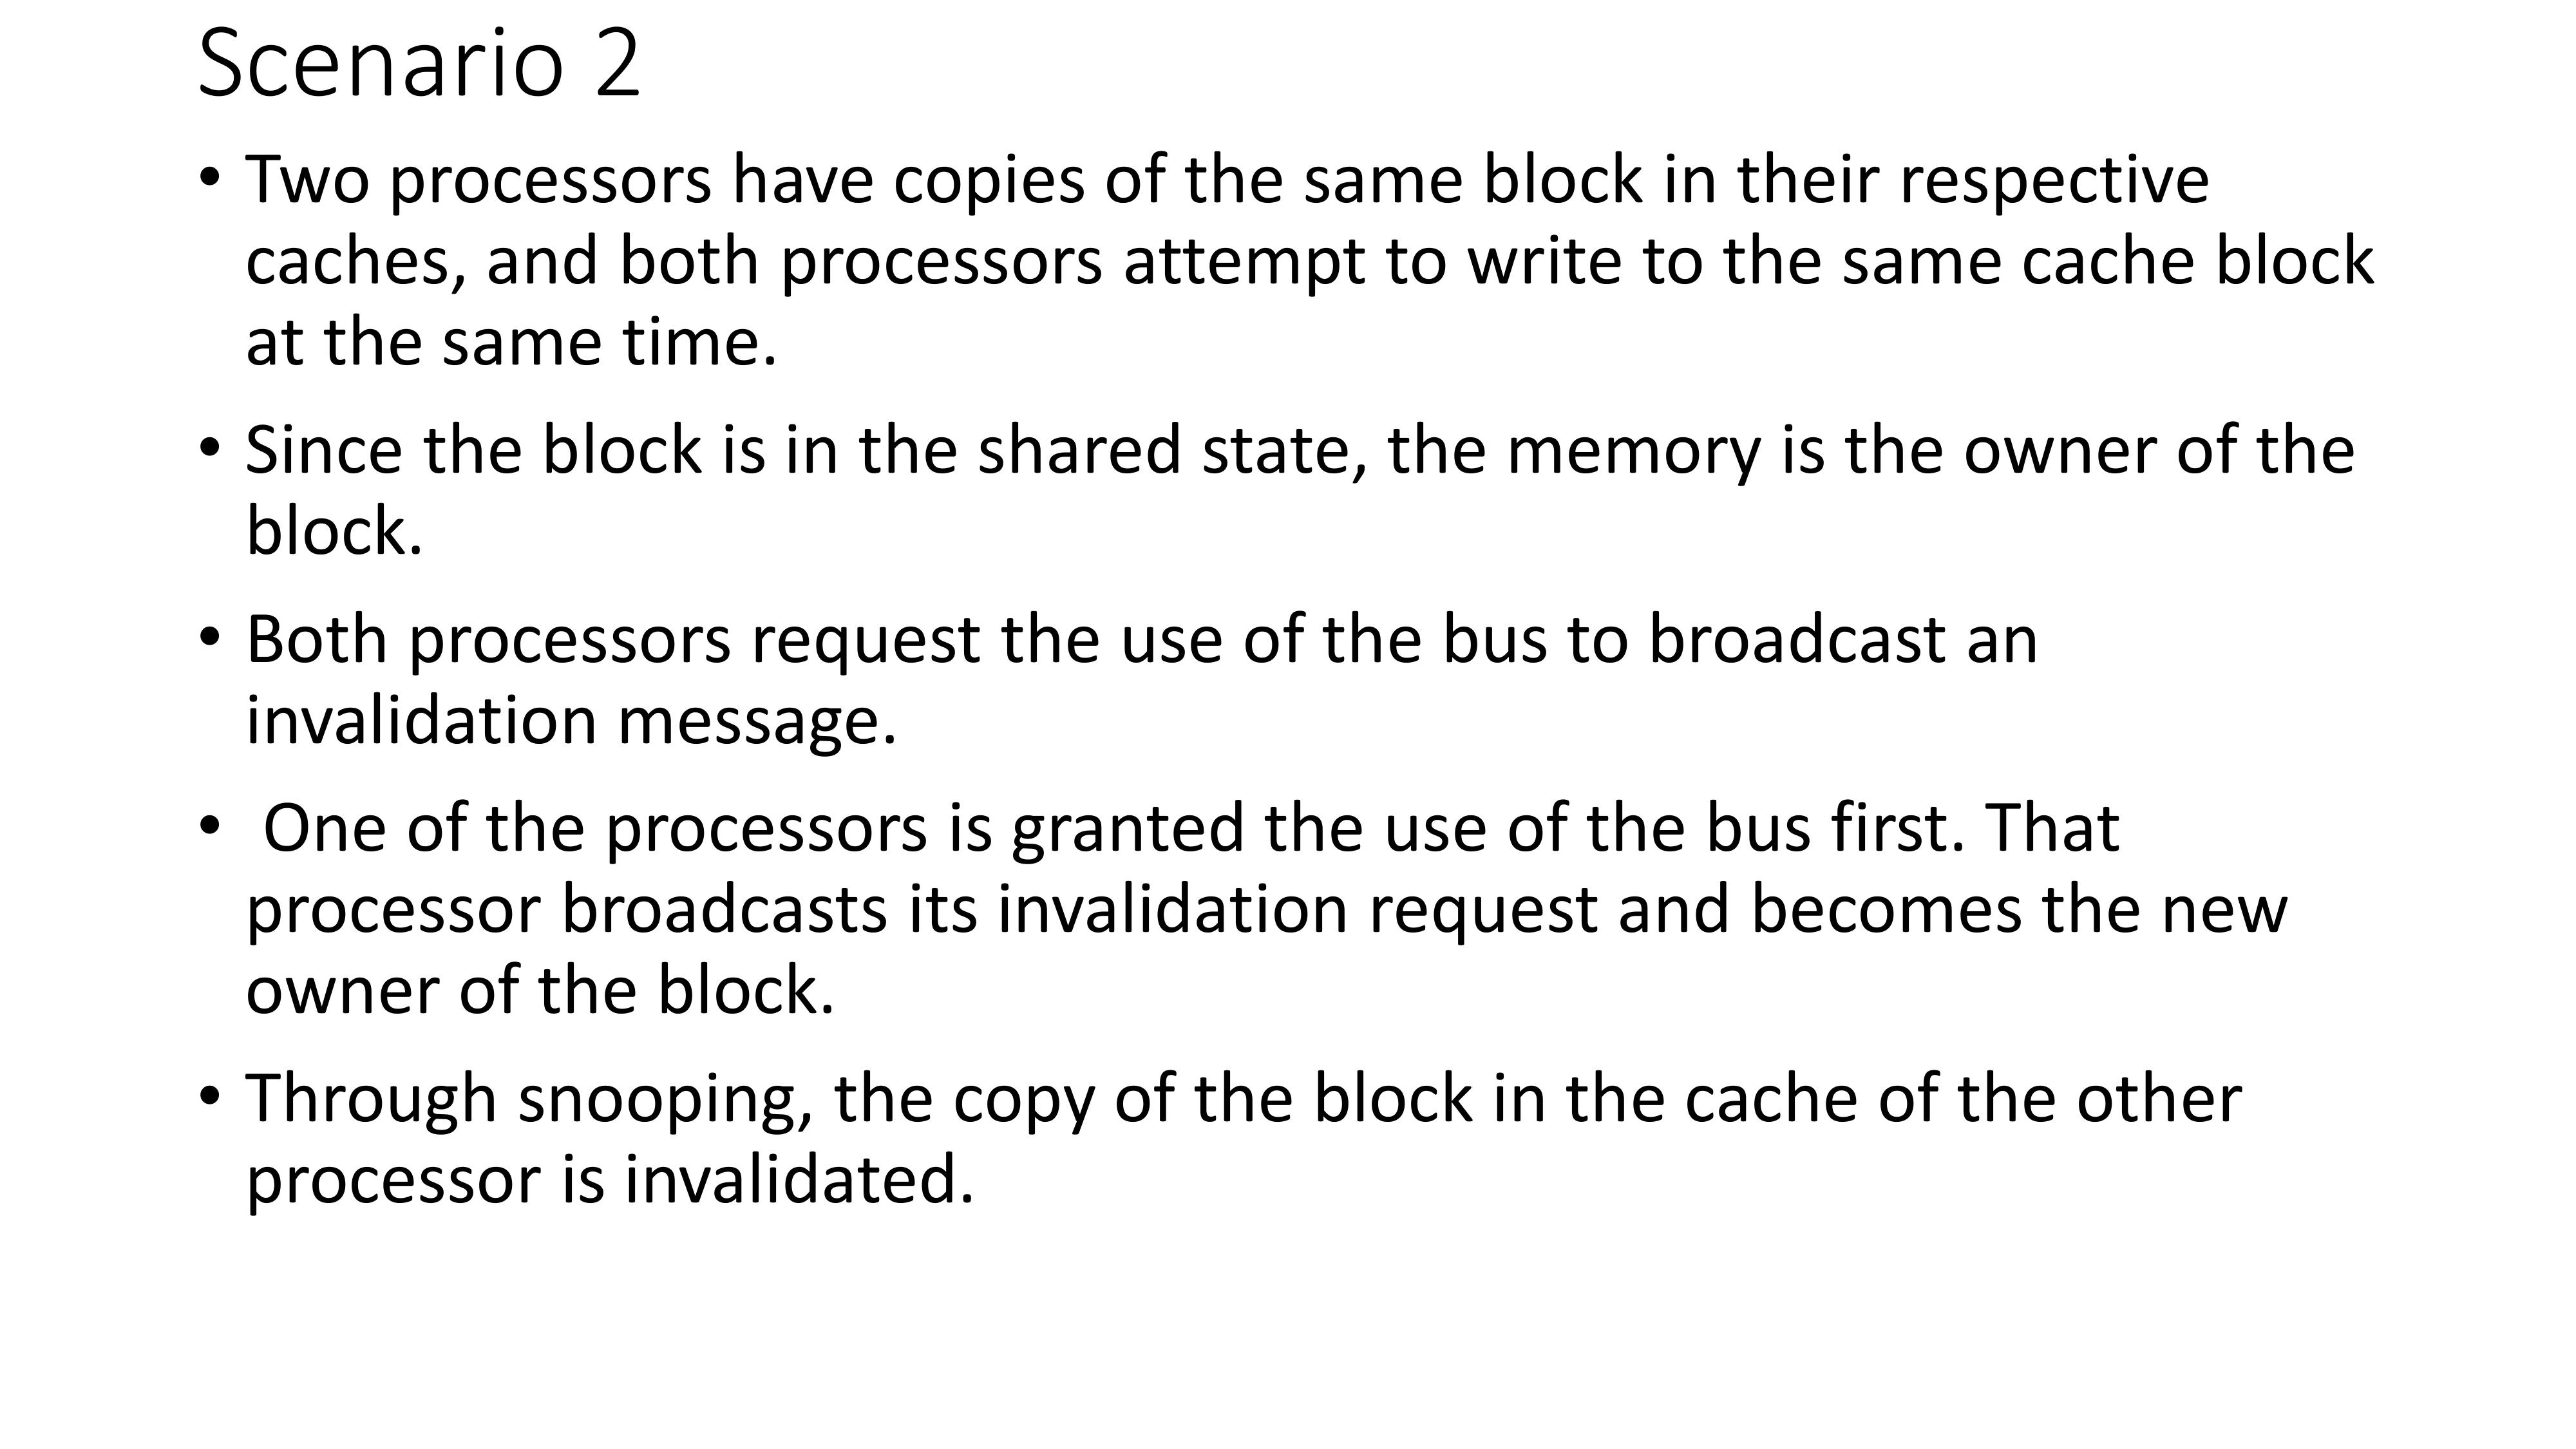 Scenario 2
• Two processors have copies of the same block in their respective
caches, and both processors attempt to write to the same cache block
at the same time.
• Since the block is in the shared state, the memory is the owner of the
block.
• Both processors request the use of the bus to broadcast an
invalidation message.
• One of the processors is granted the use of the bus first. That
processor broadcasts its invalidation request and becomes the new
owner of the block.
• Through snooping, the copy of the block in the cache of the other
processor is invalidated.